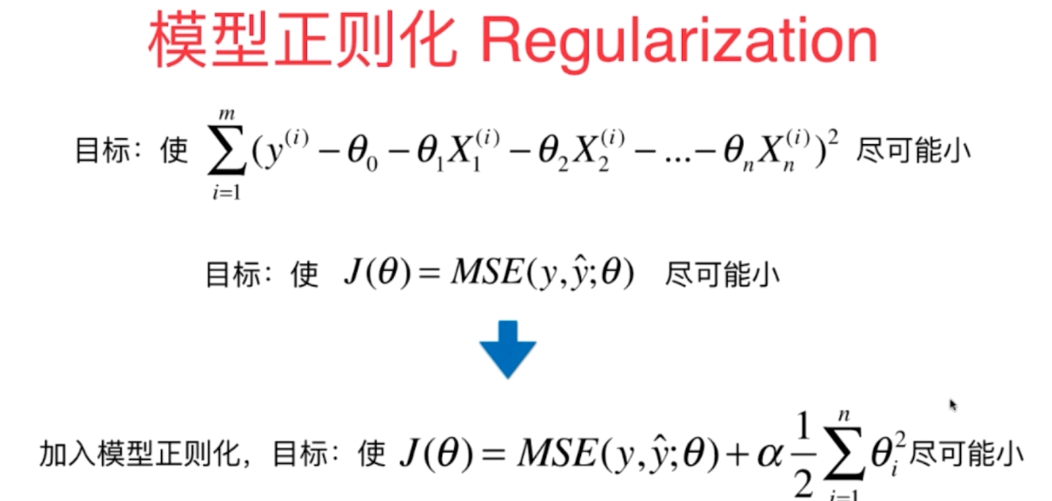 模型正则化 Regularization
目标：使 $\sum_{i=1}^{m}(y^{(i)}-\theta_0-\theta_1X_1^{(i)}-\theta_2X_2^{(i)}-...-\theta_nX_n^{(i)})^2$ 尽可能小
目标：使 $J(\theta)=MSE(y,\hat{y};\theta)$ 尽可能小
加入模型正则化，目标：使 $J(\theta)=MSE(y,\hat{y};\theta)+\alpha\frac{1}{2}\sum_{i=1}^{n}\theta_i^2$ 尽可能小